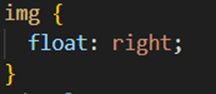 img {
  float: right;
}